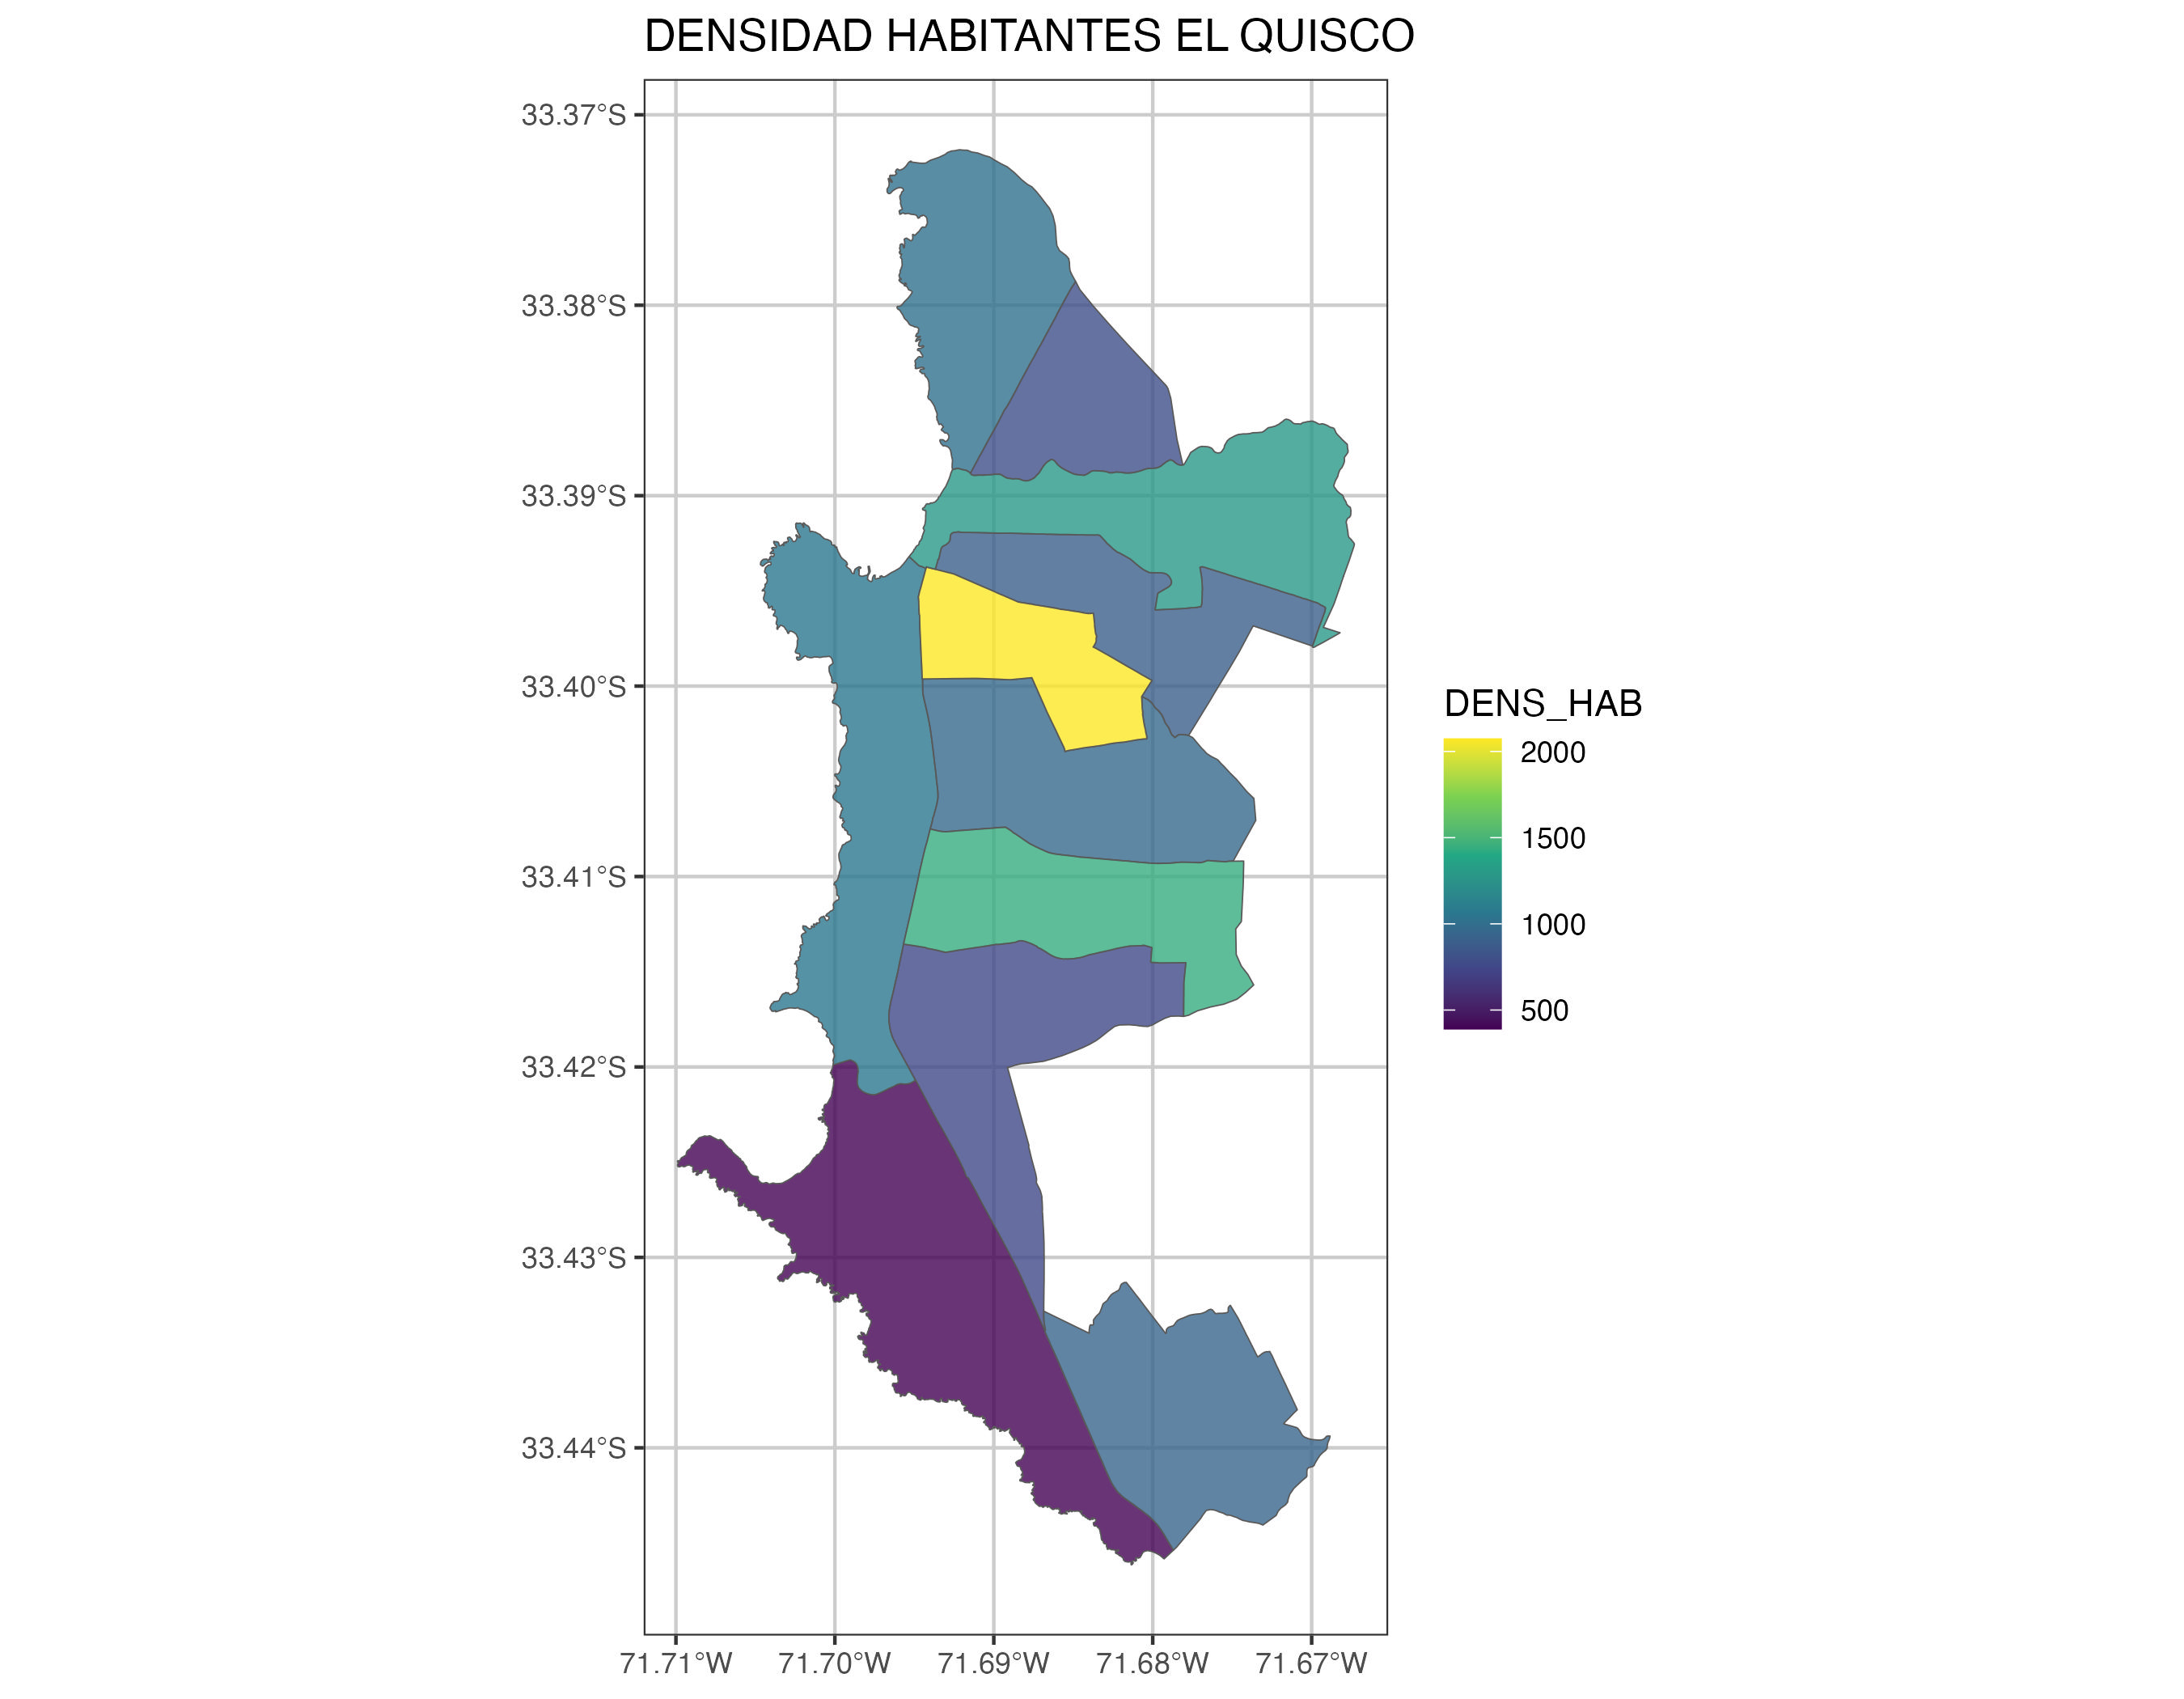 DENSIDAD HABITANTES EL QUISCO
33.37°S
33.38°S
33.39°S
33.40°S
33.41°S
33.42°S
33.43°S
33.44°S
71.71°W 71.70°W 71.69°W 71.68°W 71.67°W
DENS_HAB
2000
1500
1000
500